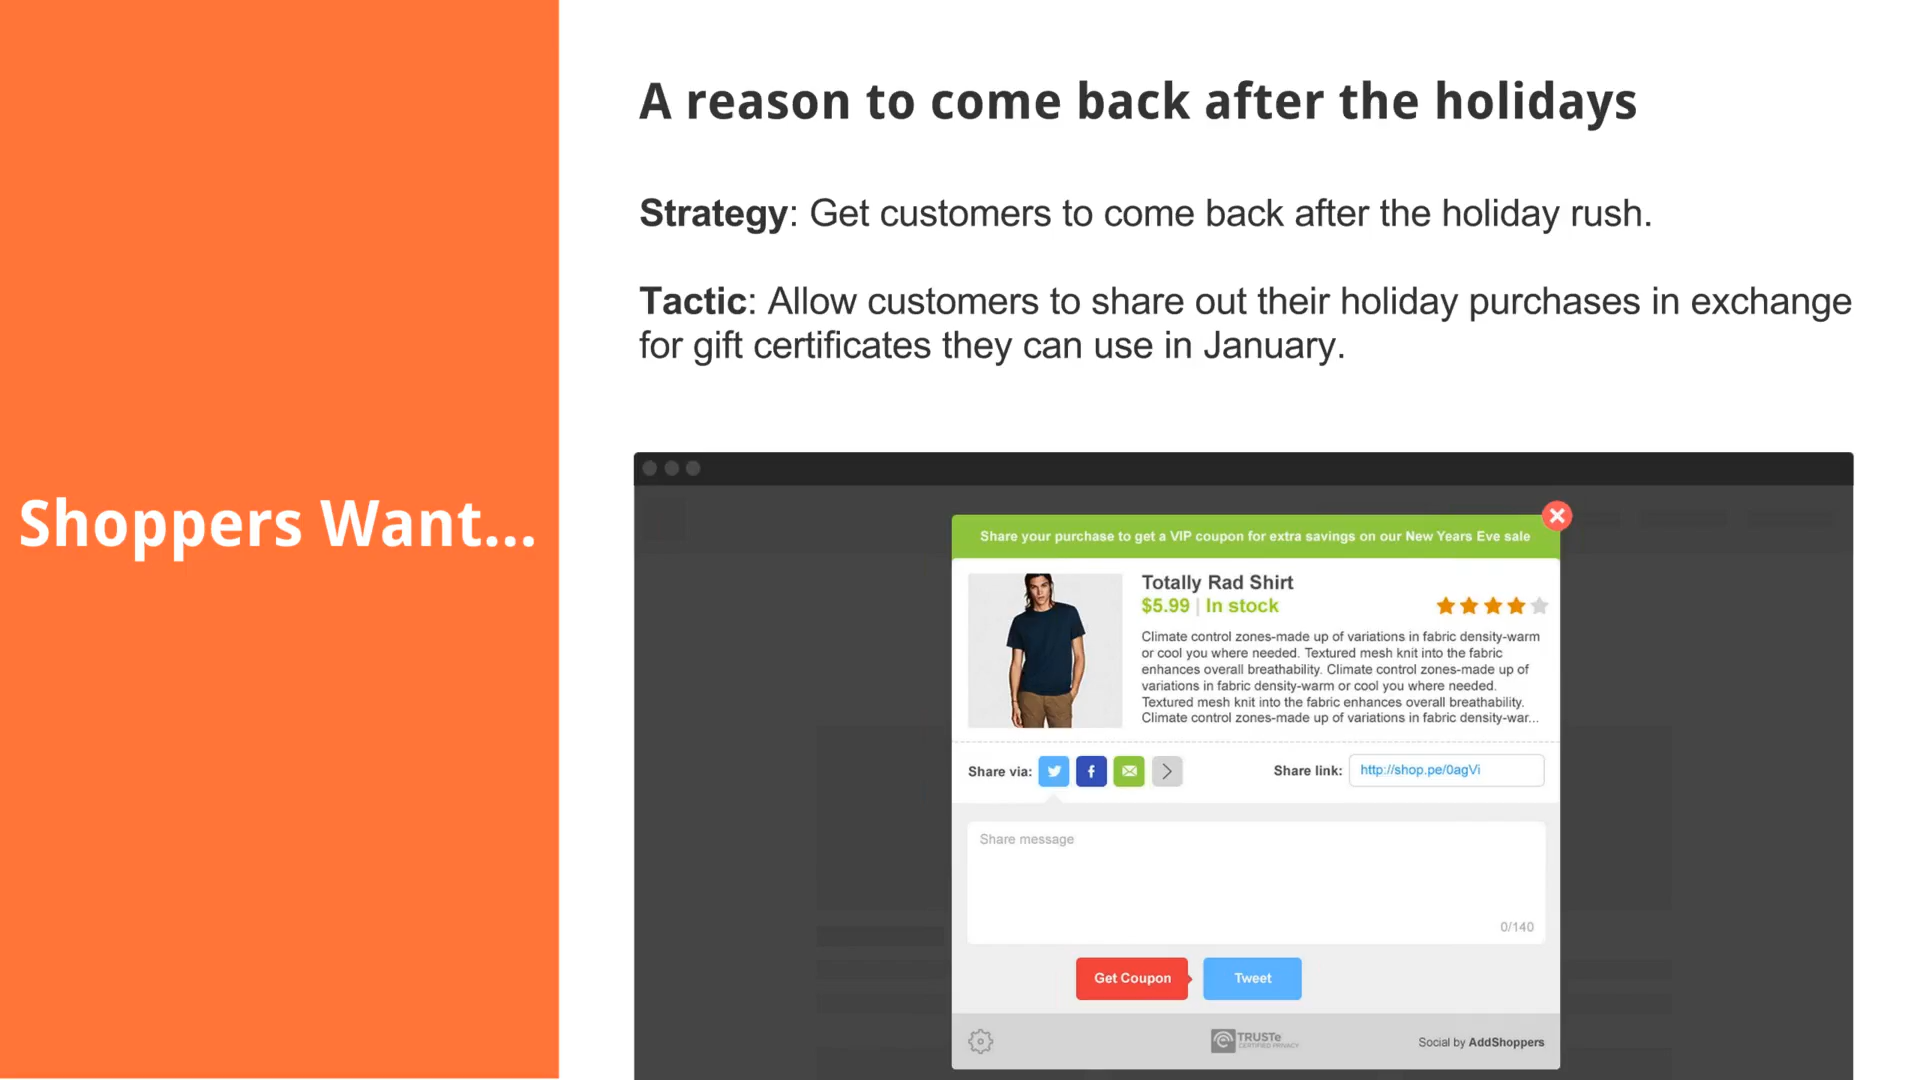 Shoppers Want...
A reason to come back after the holidays
Strategy: Get customers to come back after the holiday rush.
Tactic: Allow customers to share out their holiday purchases in exchange
for gift certificates they can use in January.
Share your purchase to get a VIP coupon for extra savings on our New Years Eve sale
Totally Rad Shirt
$5.99 | In stock
Climate control zones-made up of variations in fabric density-warm
or cool you where needed. Textured mesh knit into the fabric
enhances overall breathability. Climate control zones-made up of
variations in fabric density-warm or cool you where needed.
Textured mesh knit into the fabric enhances overall breathability.
Climate control zones-made up of variations in fabric density-war...
Share via:
Share link: http://shop.pe/0agVi
Share message
0/140
Get Coupon
Tweet
TRUSTe
CERTIFIED PRIVACY
Social by AddShoppers